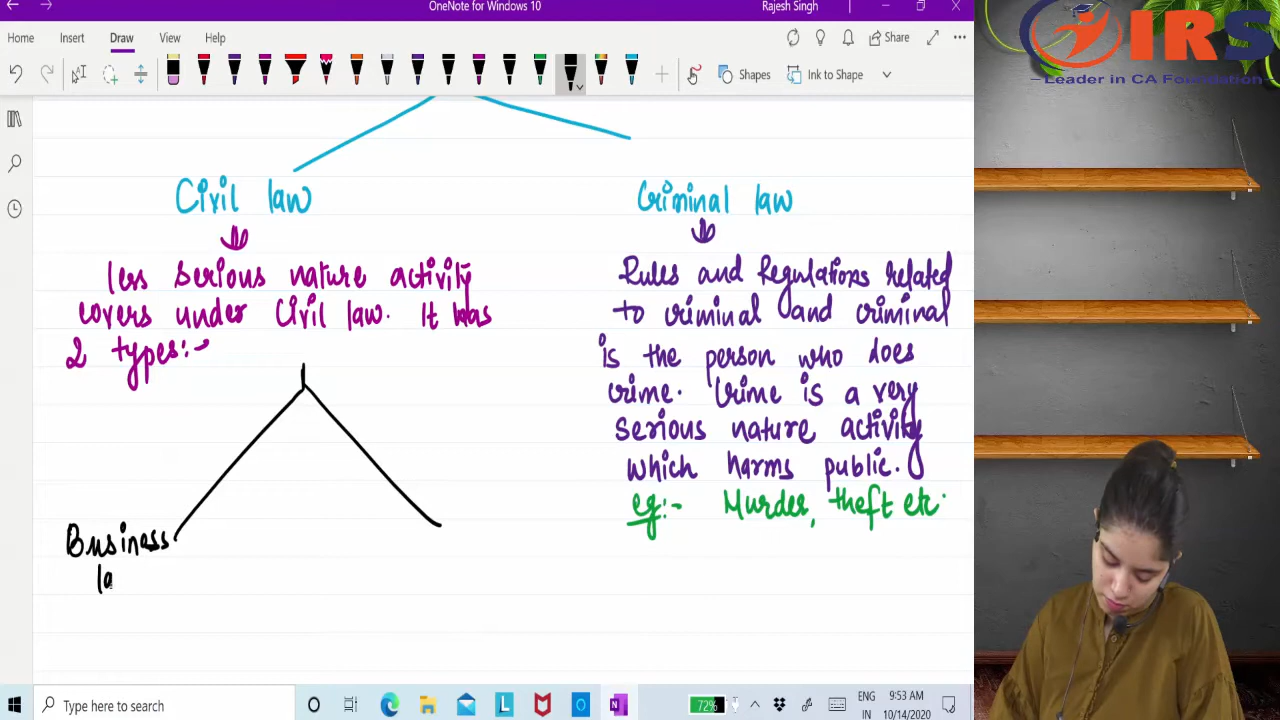 OneNote for Windows 10
Rajesh Singh
Home Insert Draw View Help
Share
Shapes
Ink to Shape
IRS
Leader in CA Foundation
Civil law
less serious nature activity
covers under Civil law. It has
2 types:-
Business
la
Criminal law
Rules and Regulations related
to criminal and criminal
is the person who does
crime. Crime is a very
serious nature activity
which harms public.
eg:- Murder, theft etc.
Type here to search
72%
ENG
IN
9:53 AM
10/14/2020